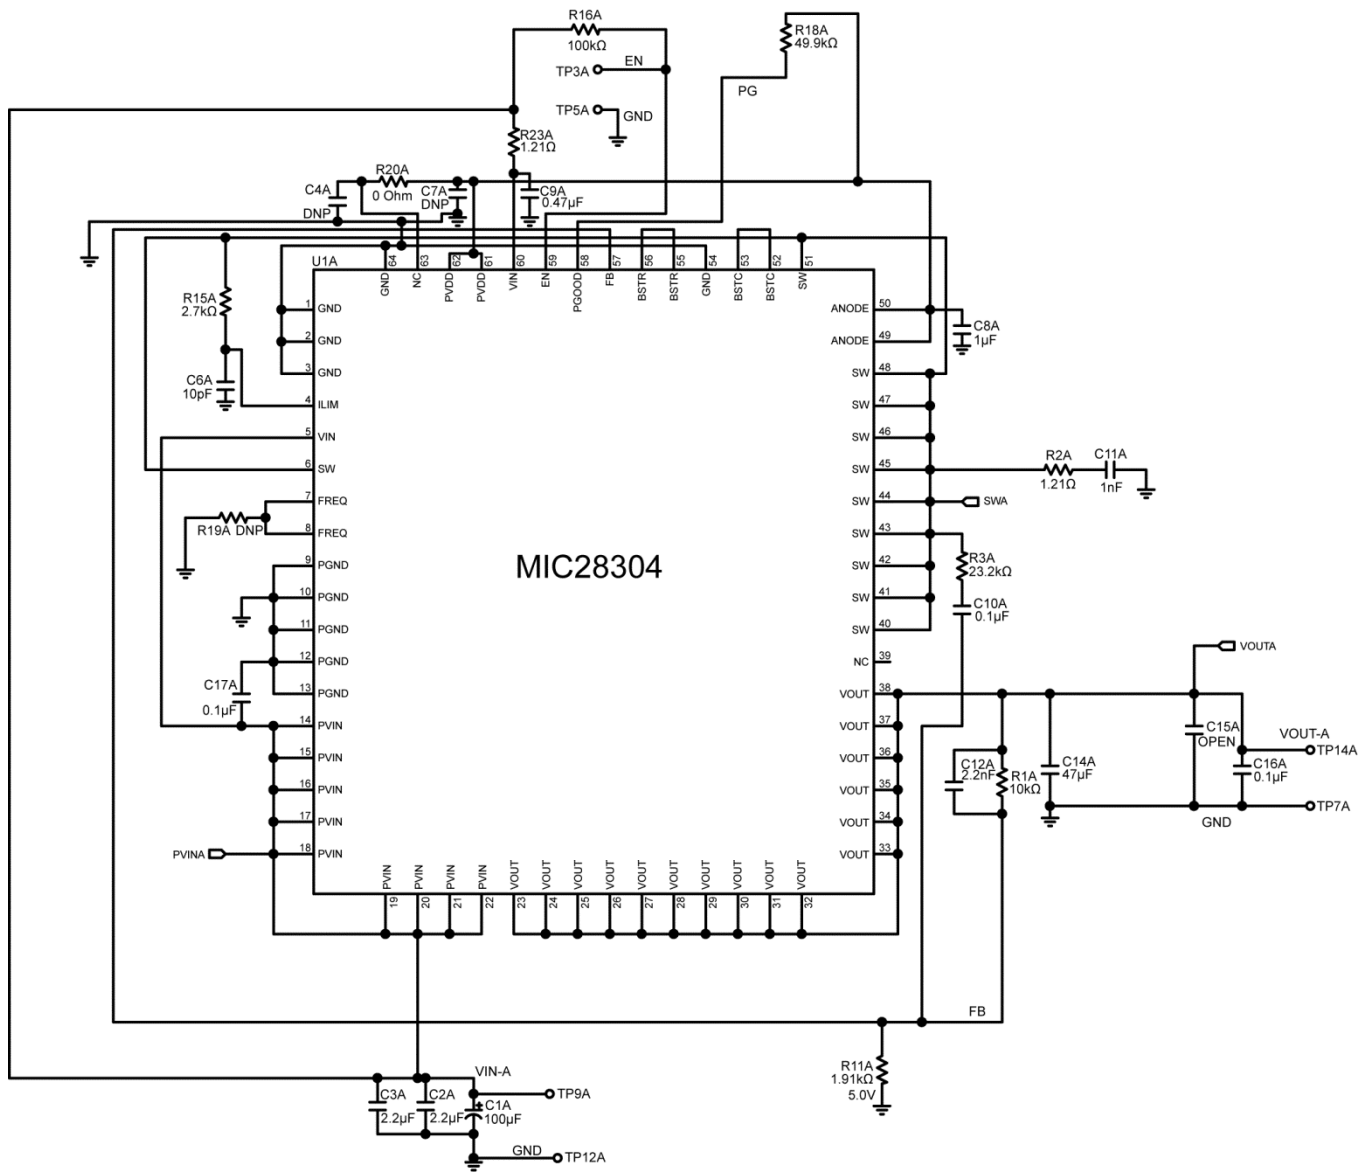 R16A
100kΩ
R18A
49.9kΩ
TP3A
EN
PG
TP5A
GND
R23A
1.21Ω
R20A
0 Ohm
C4A
DNP
C7A
DNP
C9A
0.47µF
U1A
64
63
62
61
60
59
58
57
56
55
54
53
52
51
GND
NC
PVDD
PVDD
VIN
EN
PGOOD
FB
BSTR
BSTR
GND
BSTC
BSTC
SW
R15A
2.7kΩ
C6A
10pF
1 GND
2 GND
3 GND
4 ILIM
5 VIN
6 SW
7 FREQ
8 FREQ
R19A DNP
9 PGND
10 PGND
11 PGND
12 PGND
13 PGND
C17A
0.1µF
14 PVIN
15 PVIN
16 PVIN
17 PVIN
18 PVIN
PVINA
MIC28304
ANODE 50
ANODE 49
C8A
1µF
SW 48
SW 47
SW 46
SW 45
R2A
1.21Ω
C11A
1nF
SW 44
SWA
SW 43
SW 42
R3A
23.2kΩ
SW 41
C10A
0.1µF
SW 40
NC 39
VOUTA
VOUT 38
VOUT 37
VOUT 36
VOUT 35
VOUT 34
VOUT 33
C12A
2.2nF
R1A
10kΩ
C14A
47µF
C15A
OPEN
VOUT-A
TP14A
C16A
0.1µF
GND
TP7A
PVIN
PVIN
PVIN
PVIN
VOUT
VOUT
VOUT
VOUT
VOUT
VOUT
VOUT
VOUT
VOUT
VOUT
19
20
21
22
23
24
25
26
27
28
29
30
31
32
FB
R11A
1.91kΩ
5.0V
VIN-A
C3A
2.2µF
C2A
2.2µF
+
C1A
100µF
TP9A
GND
TP12A